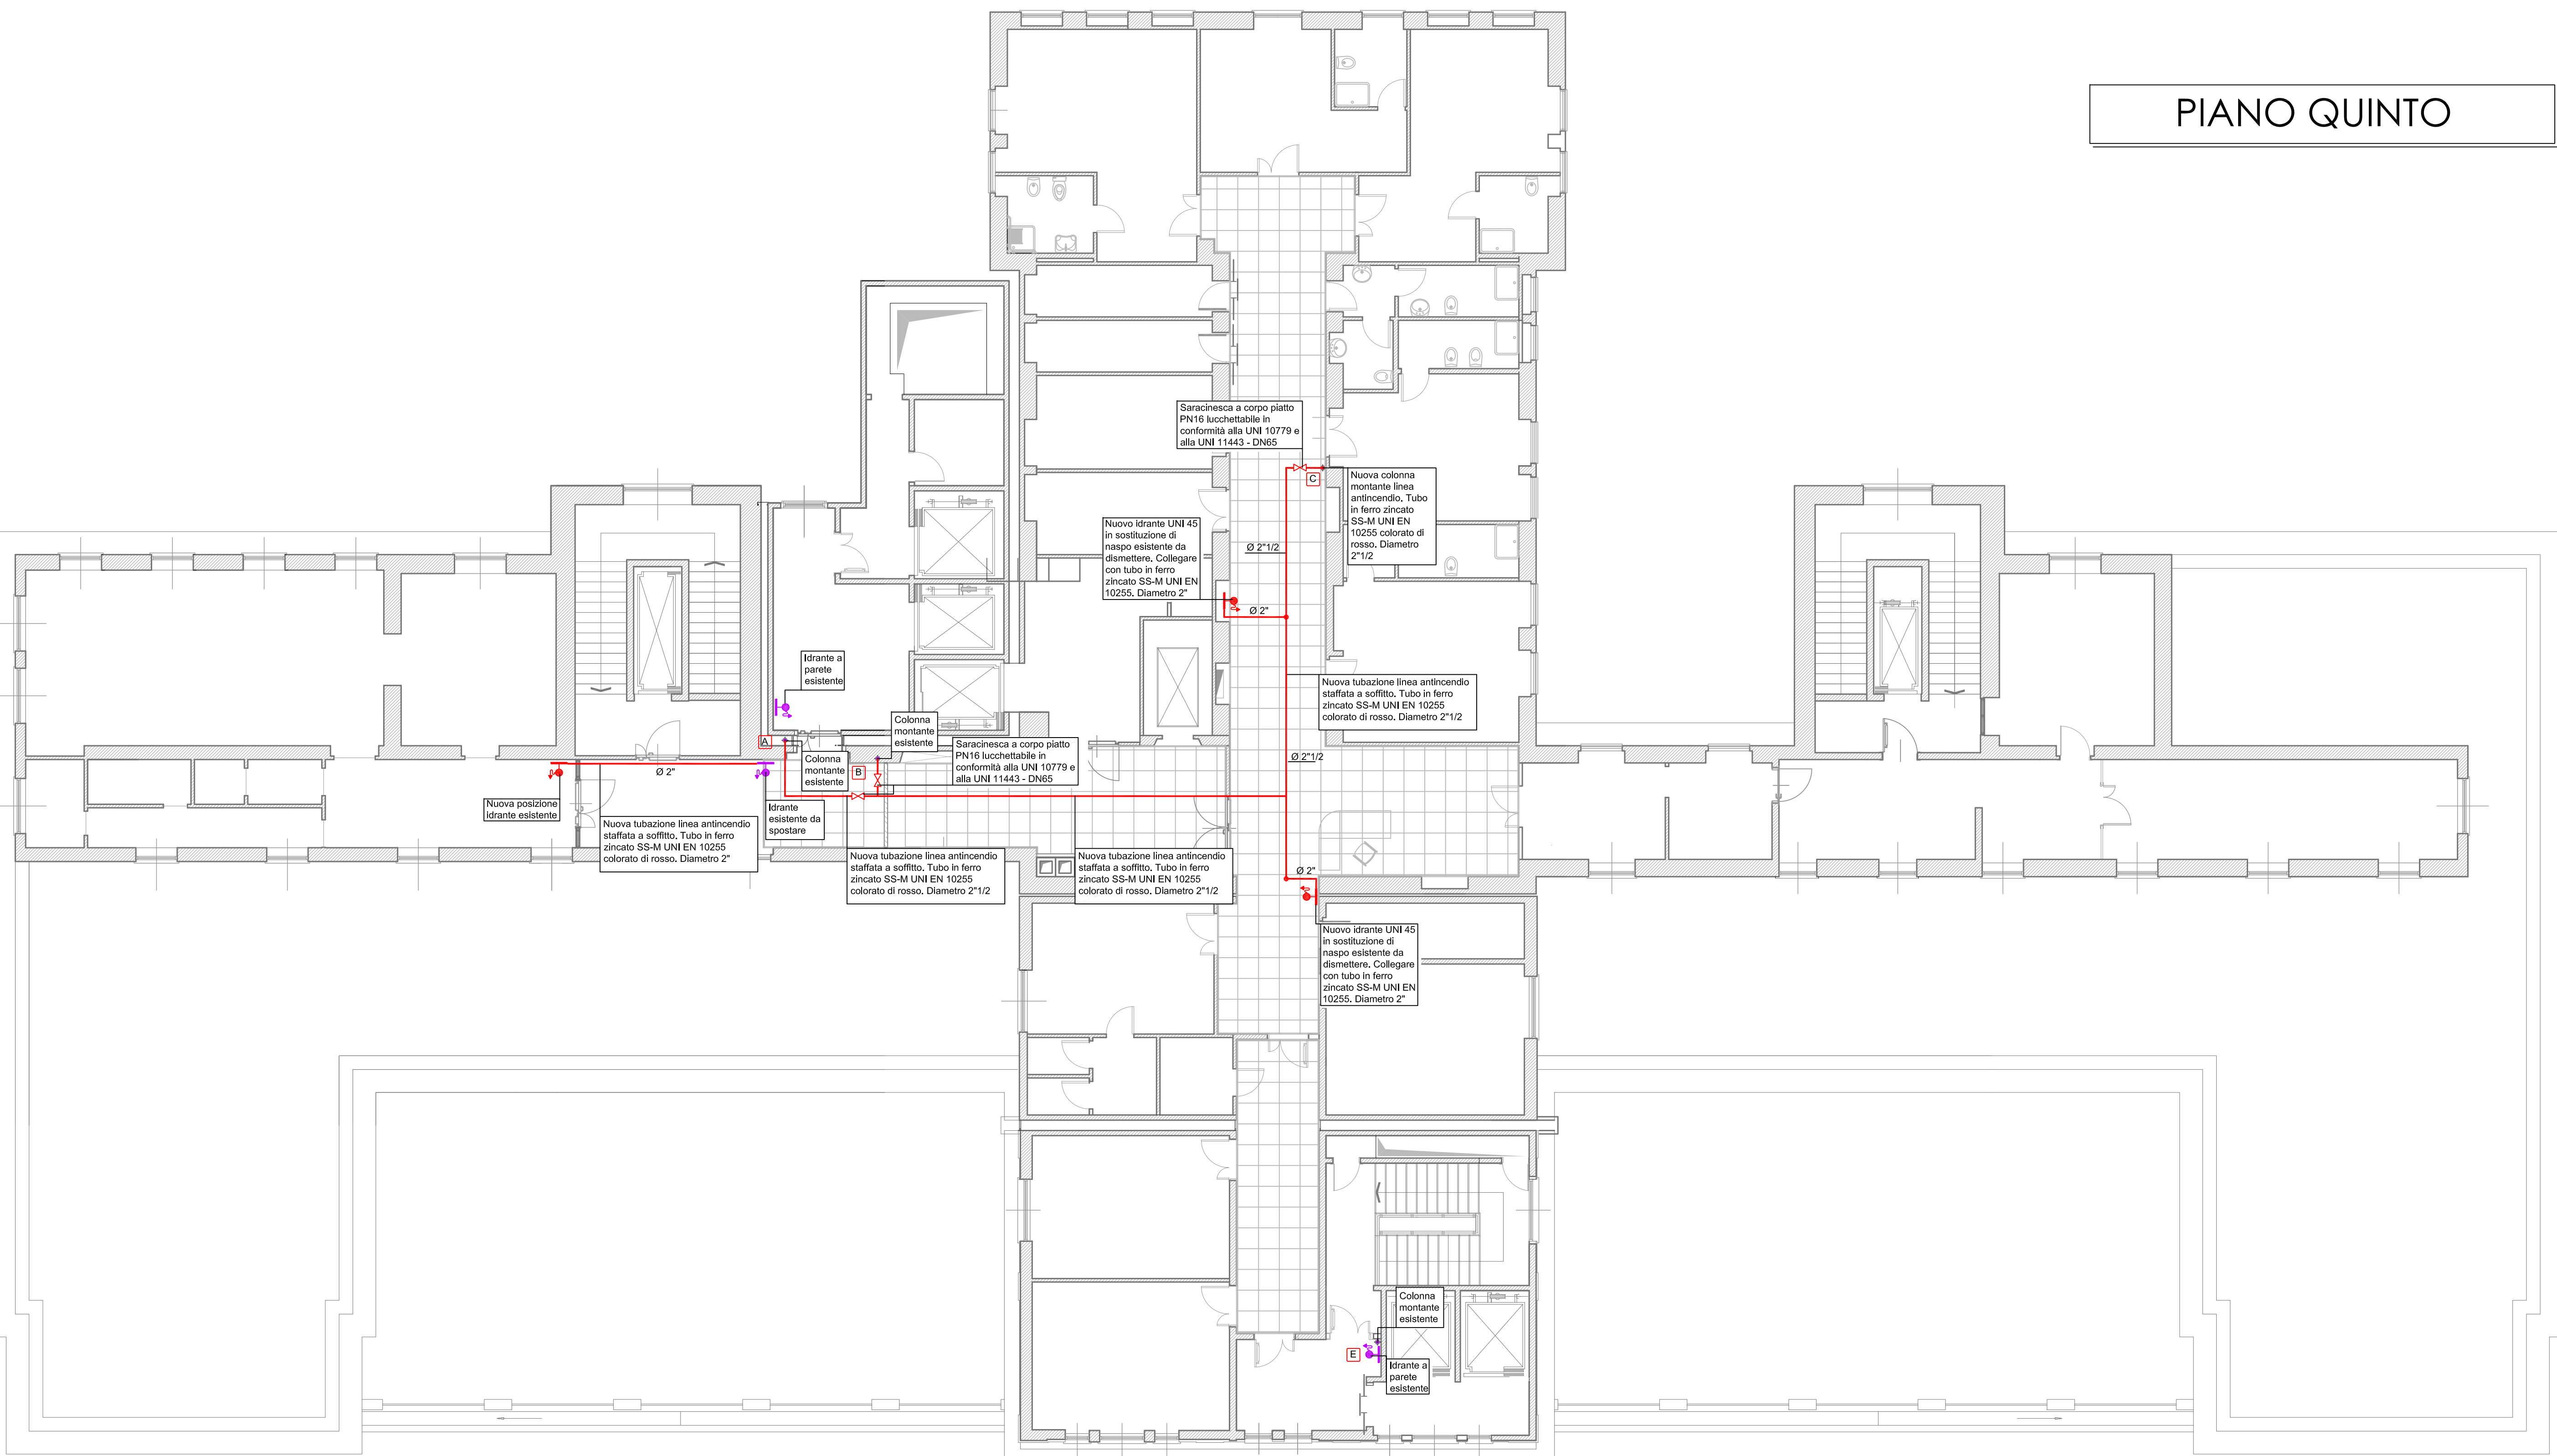 PIANO QUINTO
Saracinesca a corpo piatto
PN16 lucchettabile in
conformità alla UNI 10779 e
alla UNI 11443 - DN65
C
Nuova colonna
montante linea
antincendio. Tubo
in ferro zincato
SS-M UNI EN
10255 colorato di
rosso. Diametro
2"1/2
Nuovo idrante UNI 45
in sostituzione di
naspo esistente da
dismettere. Collegare
con tubo in ferro
zincato SS-M UNI EN
10255. Diametro 2"
Ø 2"1/2
Ø 2"
Idrante a
parete
esistente
Nuova tubazione linea antincendio
staffata a soffitto. Tubo in ferro
zincato SS-M UNI EN 10255
colorato di rosso. Diametro 2"1/2
Colonna
montante
esistente
A
Colonna
montante
esistente
B
Saracinesca a corpo piatto
PN16 lucchettabile in
conformità alla UNI 10779 e
alla UNI 11443 - DN65
Ø 2"1/2
Ø 2"
Nuova posizione
idrante esistente
Idrante
esistente da
spostare
Nuova tubazione linea antincendio
staffata a soffitto. Tubo in ferro
zincato SS-M UNI EN 10255
colorato di rosso. Diametro 2"
Nuova tubazione linea antincendio
staffata a soffitto. Tubo in ferro
zincato SS-M UNI EN 10255
colorato di rosso. Diametro 2"1/2
Nuova tubazione linea antincendio
staffata a soffitto. Tubo in ferro
zincato SS-M UNI EN 10255
colorato di rosso. Diametro 2"1/2
Ø 2"
Nuovo idrante UNI 45
in sostituzione di
naspo esistente da
dismettere. Collegare
con tubo in ferro
zincato SS-M UNI EN
10255. Diametro 2"
Colonna
montante
esistente
E
Idrante a
parete
esistente